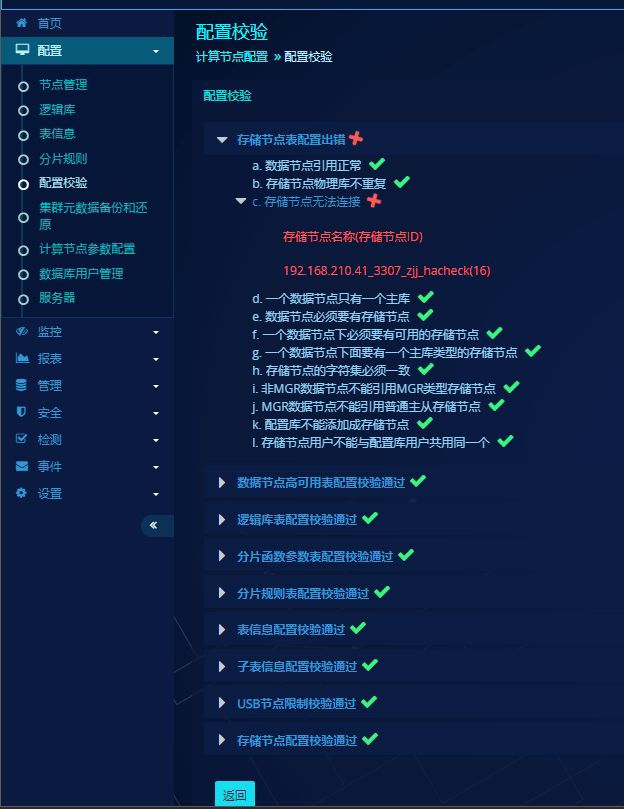 首页
配置
节点管理
逻辑库
表信息
分片规则
配置校验
集群元数据备份和还
原
计算节点参数配置
数据库用户管理
服务器
监控
报表
管理
安全
检测
事件
设置
«
配置校验
计算节点配置 » 配置校验
配置校验
存储节点表配置出错
a. 数据节点引用正常
b. 存储节点物理库不重复
c. 存储节点无法连接
存储节点名称(存储节点ID)
192.168.210.41_3307_zjj_hacheck(16)
d. 一个数据节点只有一个主库
e. 数据节点必须要有存储节点
f. 一个数据节点下必须要有可用的存储节点
g. 一个数据节点下面要有一个主库类型的存储节点
h. 存储节点的字符集必须一致
i. 非MGR数据节点不能引用MGR类型存储节点
j. MGR数据节点不能引用普通主从存储节点
k. 配置库不能添加成存储节点
l. 存储节点用户不能与配置库用户共用同一个
数据节点高可用表配置校验通过
逻辑库表配置校验通过
分片函数参数表配置校验通过
分片规则表配置校验通过
表信息配置校验通过
子表信息配置校验通过
USB节点限制校验通过
存储节点配置校验通过
返回